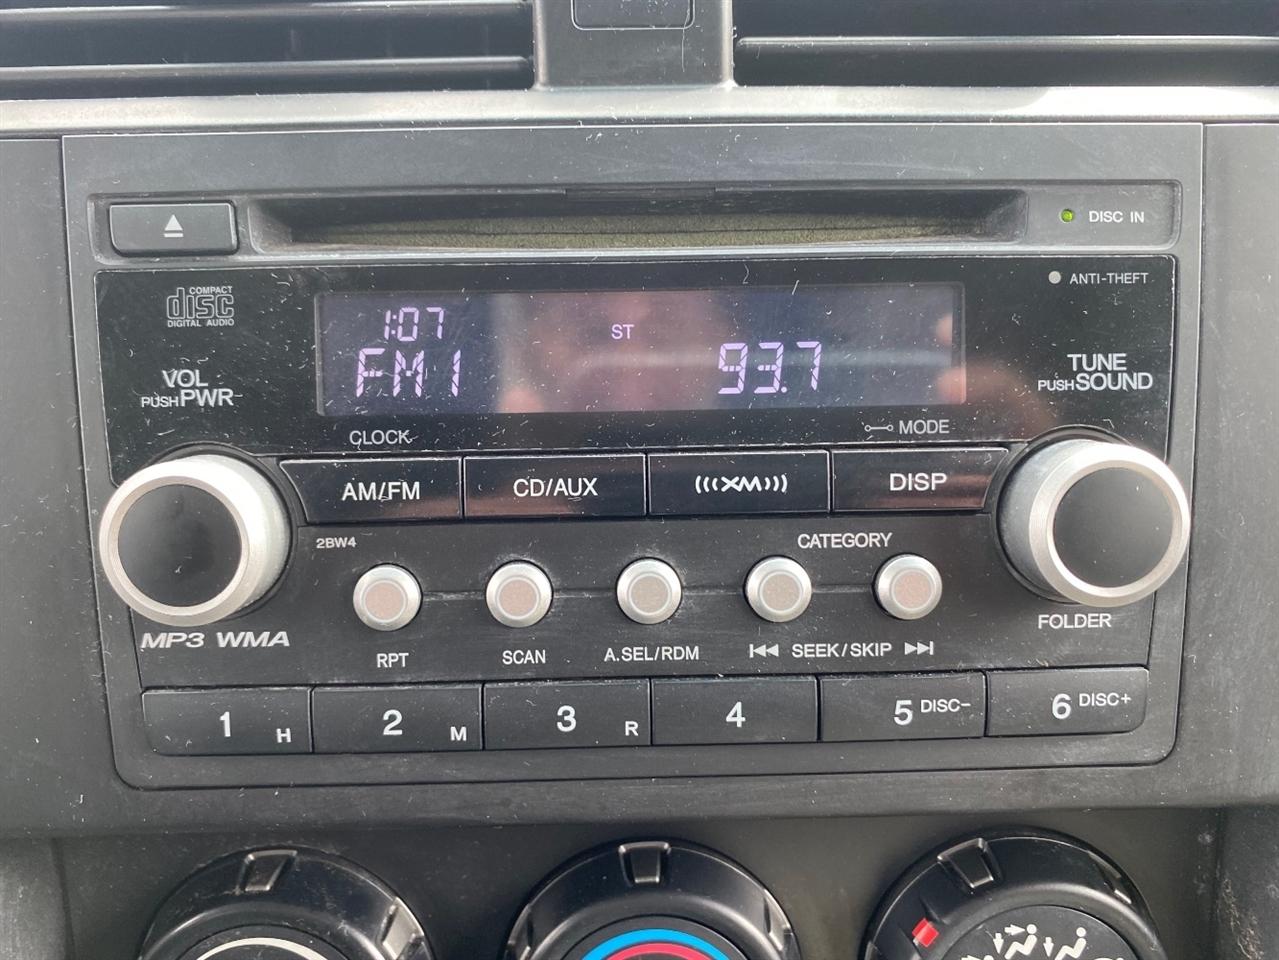 DISC IN
COMPACT
disc
DIGITAL AUDIO
ANTI-THEFT
1:07
ST
FM1
93.7
VOL
PUSH PWR
TUNE
PUSH SOUND
CLOCK
MODE
AM/FM
CD/AUX
(((XM)))
DISP
2BW4
CATEGORY
MP3 WMA
FOLDER
RPT
SCAN
A.SEL/RDM
SEEK/SKIP
1 H
2 M
3 R
4
5 DISC-
6 DISC+